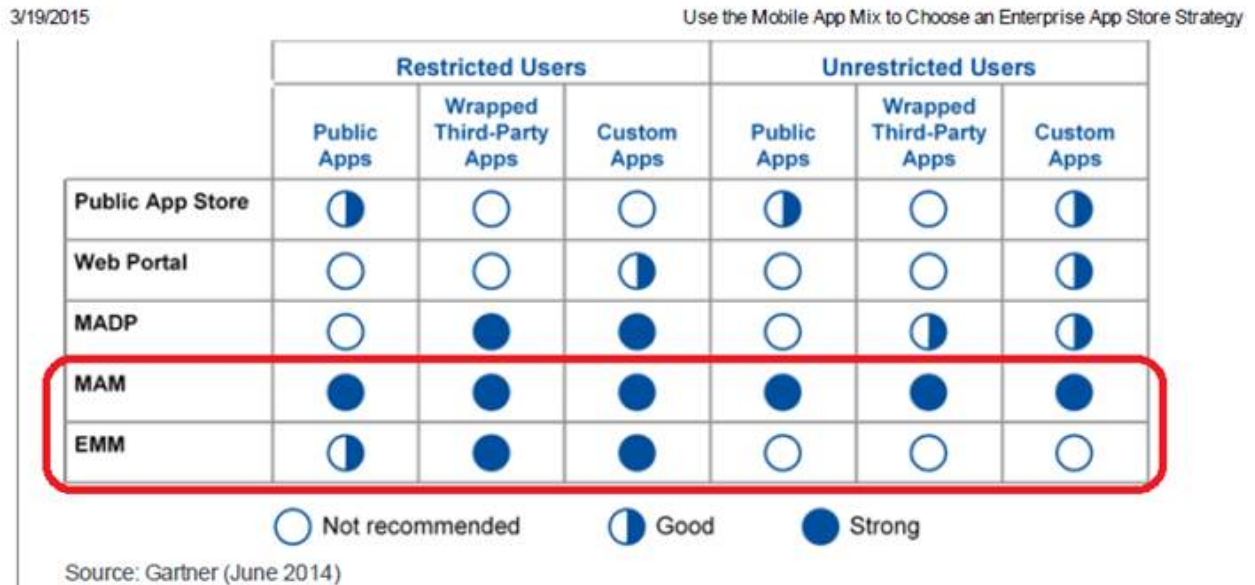 3/19/2015 Use the Mobile App Mix to Choose an Enterprise App Store Strategy
Restricted Users Unrestricted Users
Public Apps Wrapped Third-Party Apps Custom Apps Public Apps Wrapped Third-Party Apps Custom Apps
Public App Store
Web Portal
MADP
MAM
EMM
Not recommended Good Strong
Source: Gartner (June 2014)